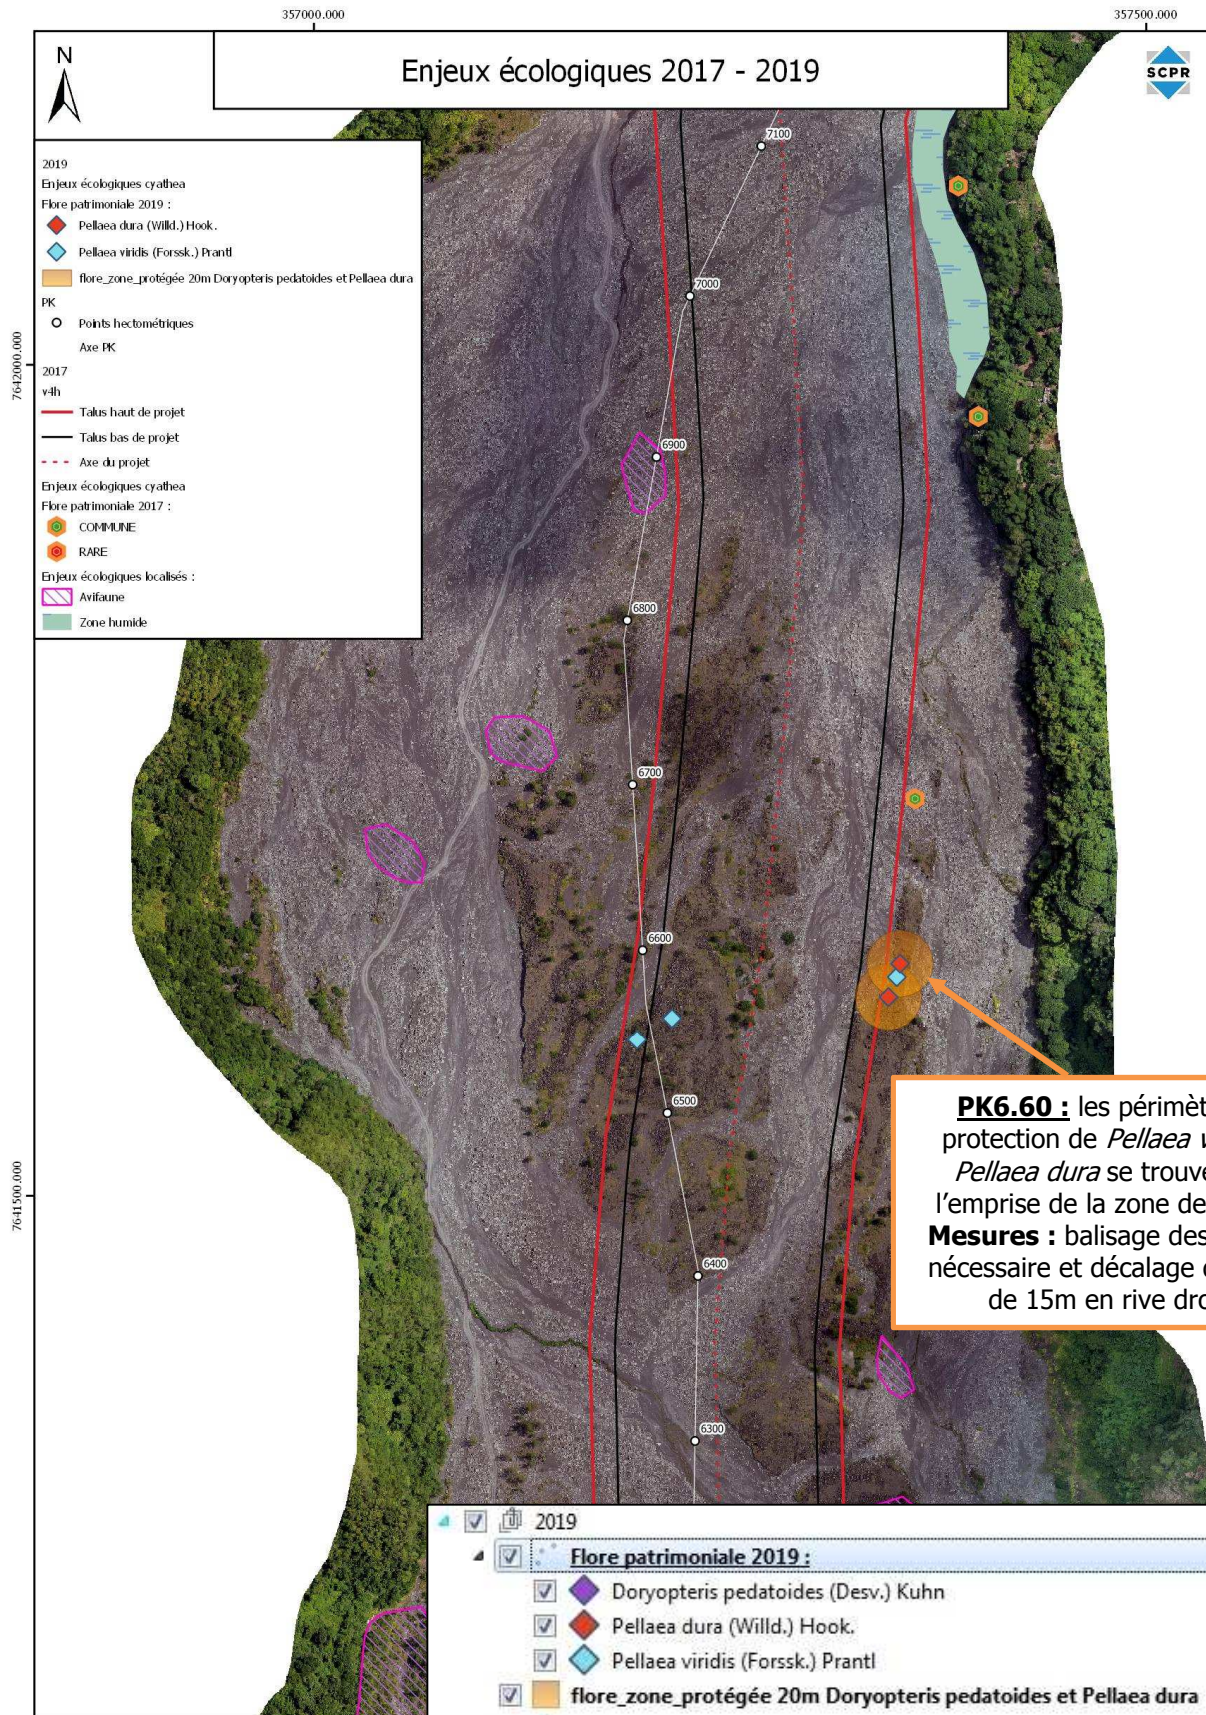 357000.000
357500.000
N
Enjeux écologiques 2017 - 2019
SCPR
2019
Enjeux écologiques cyathea
Flore patrimoniale 2019 :
Pellaea dura (Willd.) Hook.
Pellaea viridis (Forssk.) Prantl
flore_zone_protégée 20m Doryopteris pedatoides et Pellaea dura
PK
Points hectométriques
Axe PK
2017
v4h
Talus haut de projet
Talus bas de projet
Axe du projet
Enjeux écologiques cyathea
Flore patrimoniale 2017 :
COMMUNE
RARE
Enjeux écologiques localisés :
Avifaune
Zone humide
7642000.000
7641500.000
7100
7000
6900
6800
6700
6600
6500
6400
6300
PK6.60 : les périmèt
protection de Pellaea v
Pellaea dura se trouve
l'emprise de la zone de
Mesures : balisage des
nécessaire et décalage
de 15m en rive dro
2019
Flore patrimoniale 2019 :
Doryopteris pedatoides (Desv.) Kuhn
Pellaea dura (Willd.) Hook.
Pellaea viridis (Forssk.) Prantl
flore_zone_protégée 20m Doryopteris pedatoides et Pellaea dura